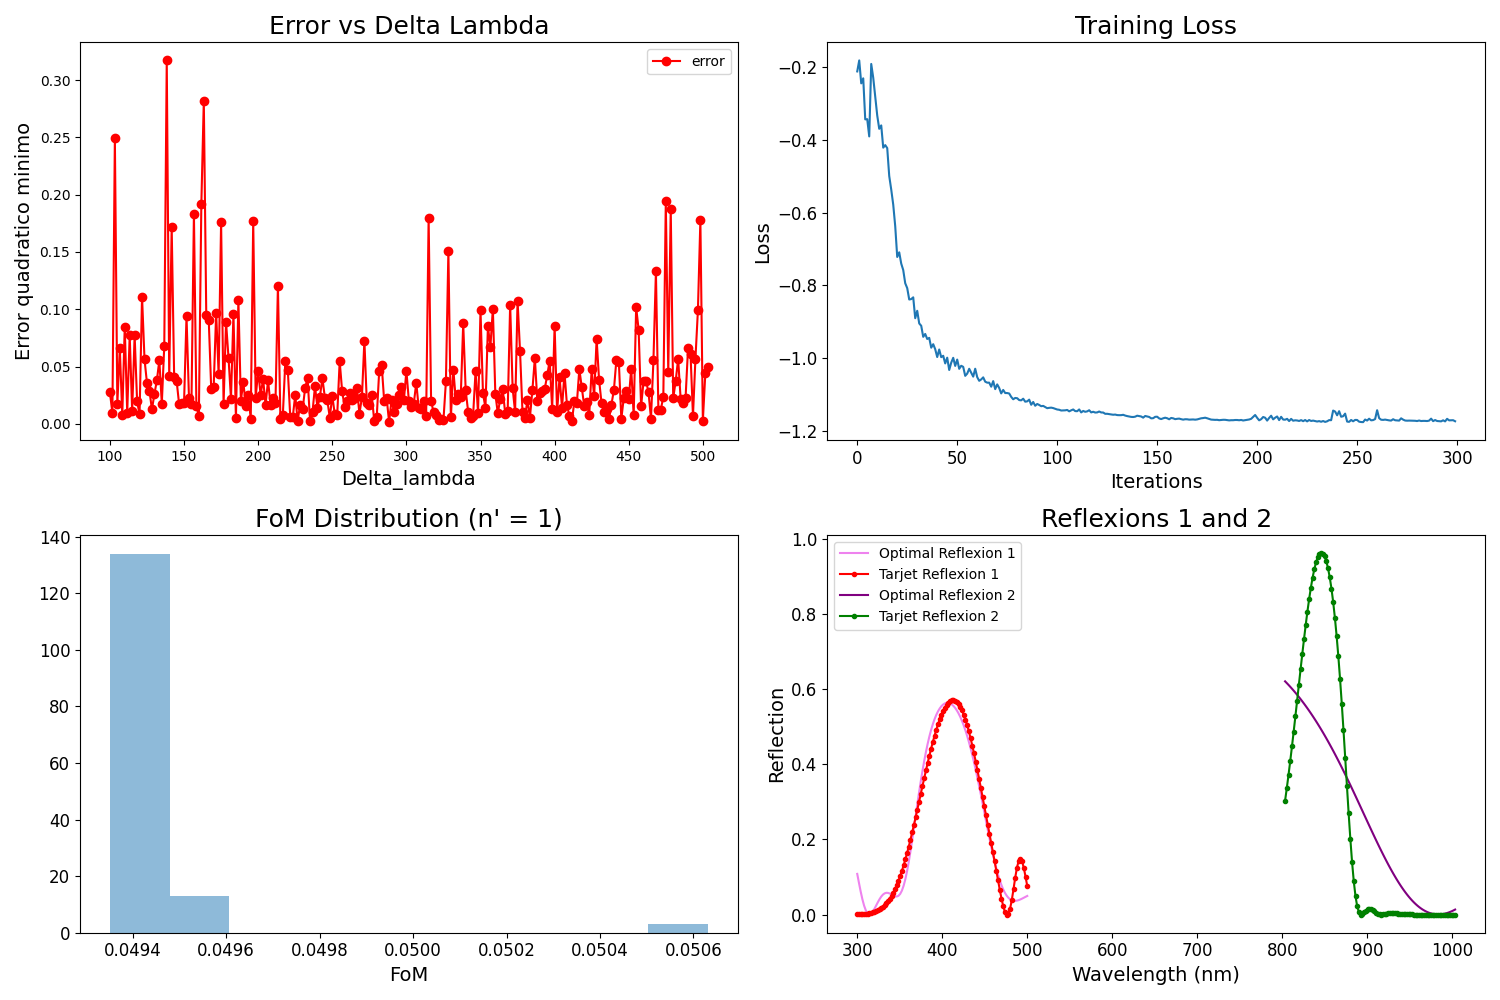 Error vs Delta Lambda
error
Error quadratico minimo
0.30
0.25
0.20
0.15
0.10
0.05
0.00
100 150 200 250 300 350 400 450 500
Delta_lambda
Training Loss
Loss
−0.2
−0.4
−0.6
−0.8
−1.0
−1.2
0 50 100 150 200 250 300
Iterations
FoM Distribution (n' = 1)
140
120
100
80
60
40
20
0
0.0494 0.0496 0.0498 0.0500 0.0502 0.0504 0.0506
FoM
Reflexions 1 and 2
Optimal Reflexion 1
Tarjet Reflexion 1
Optimal Reflexion 2
Tarjet Reflexion 2
Reflection
1.0
0.8
0.6
0.4
0.2
0.0
300 400 500 600 700 800 900 1000
Wavelength (nm)